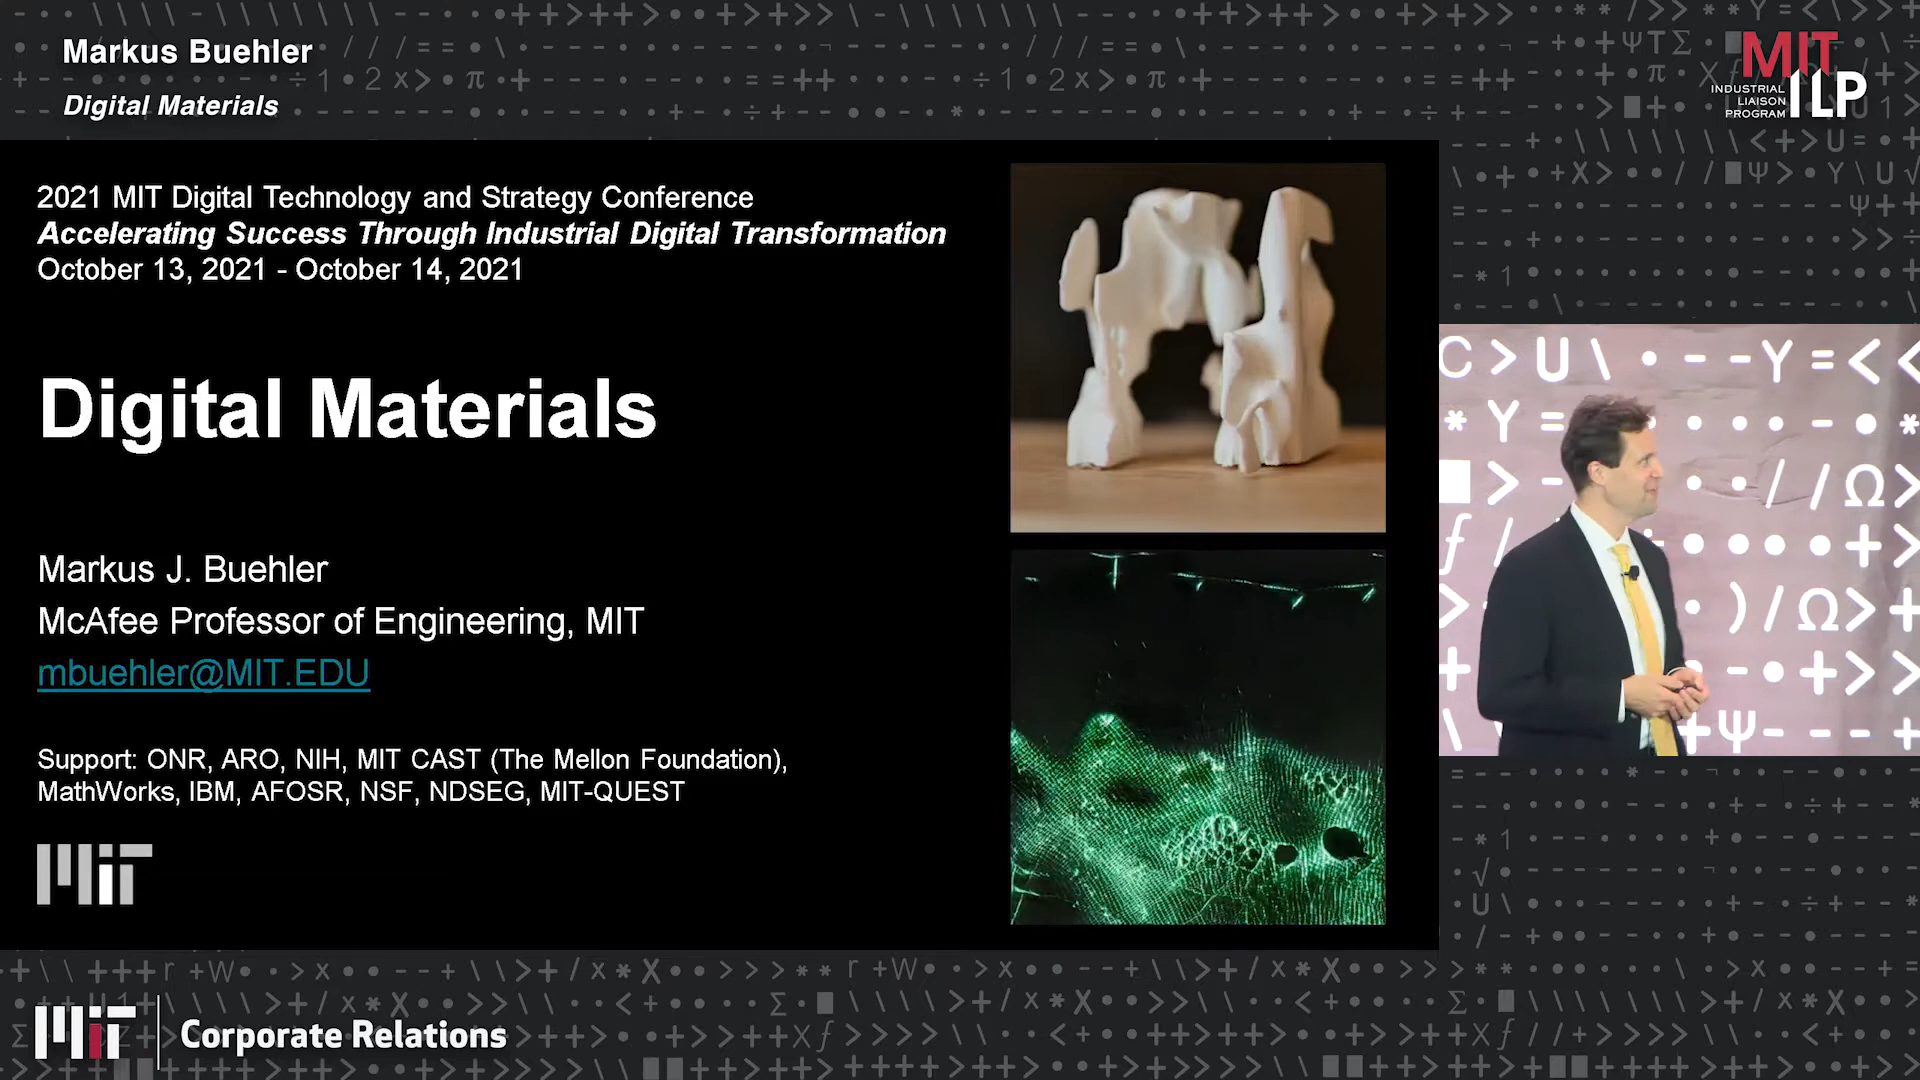 Markus Buehler
Digital Materials
MIT
ILP
INDUSTRIAL
LIAISON
PROGRAM
2021 MIT Digital Technology and Strategy Conference
Accelerating Success Through Industrial Digital Transformation
October 13, 2021 - October 14, 2021
Digital Materials
Markus J. Buehler
McAfee Professor of Engineering, MIT
mbuehler@MIT.EDU
Support: ONR, ARO, NIH, MIT CAST (The Mellon Foundation),
MathWorks, IBM, AFOSR, NSF, NDSEG, MIT-QUEST
MIT
MIT
Corporate Relations